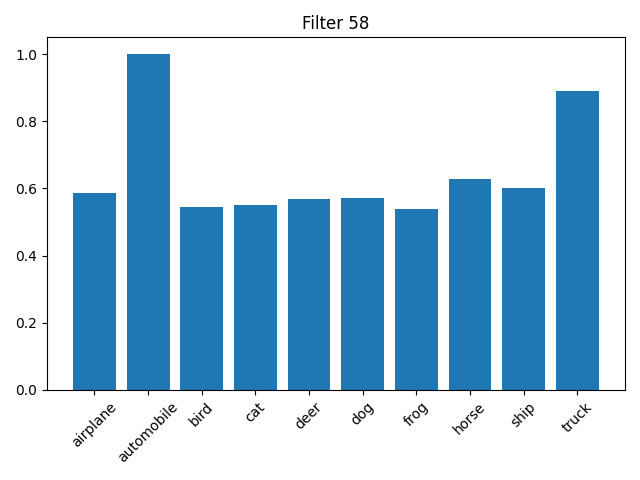 Filter 58
1.0
0.8
0.6
0.4
0.2
0.0
airplane
automobile
bird
cat
deer
dog
frog
horse
ship
truck